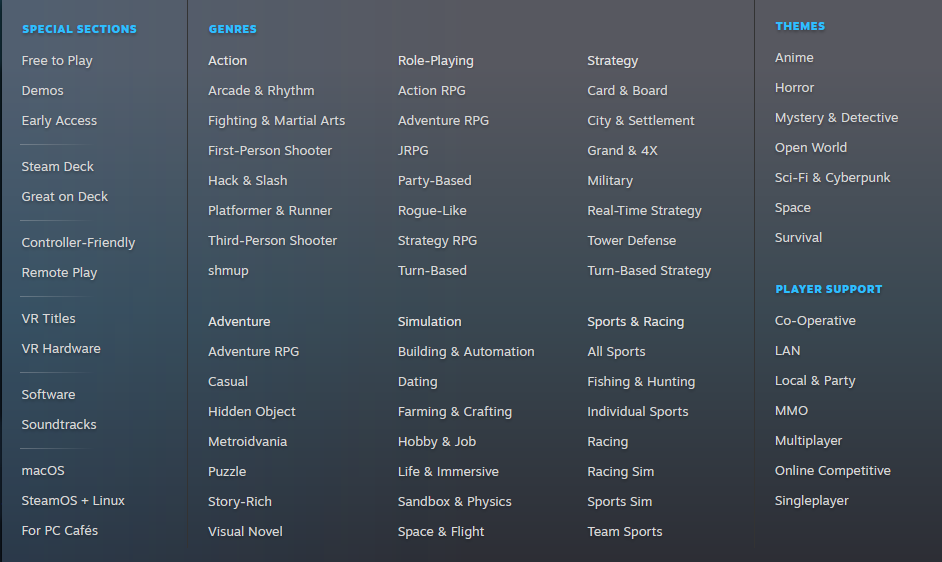 SPECIAL SECTIONS
Free to Play
Demos
Early Access
Steam Deck
Great on Deck
Controller-Friendly
Remote Play
VR Titles
VR Hardware
Software
Soundtracks
macOS
SteamOS + Linux
For PC Cafés
GENRES
Action
Arcade & Rhythm
Fighting & Martial Arts
First-Person Shooter
Hack & Slash
Platformer & Runner
Third-Person Shooter
shmup
Adventure
Adventure RPG
Casual
Hidden Object
Metroidvania
Puzzle
Story-Rich
Visual Novel
Role-Playing
Action RPG
Adventure RPG
JRPG
Party-Based
Rogue-Like
Strategy RPG
Turn-Based
Simulation
Building & Automation
Dating
Farming & Crafting
Hobby & Job
Life & Immersive
Sandbox & Physics
Space & Flight
Strategy
Card & Board
City & Settlement
Grand & 4X
Military
Real-Time Strategy
Tower Defense
Turn-Based Strategy
Sports & Racing
All Sports
Fishing & Hunting
Individual Sports
Racing
Racing Sim
Sports Sim
Team Sports
THEMES
Anime
Horror
Mystery & Detective
Open World
Sci-Fi & Cyberpunk
Space
Survival
PLAYER SUPPORT
Co-Operative
LAN
Local & Party
MMO
Multiplayer
Online Competitive
Singleplayer